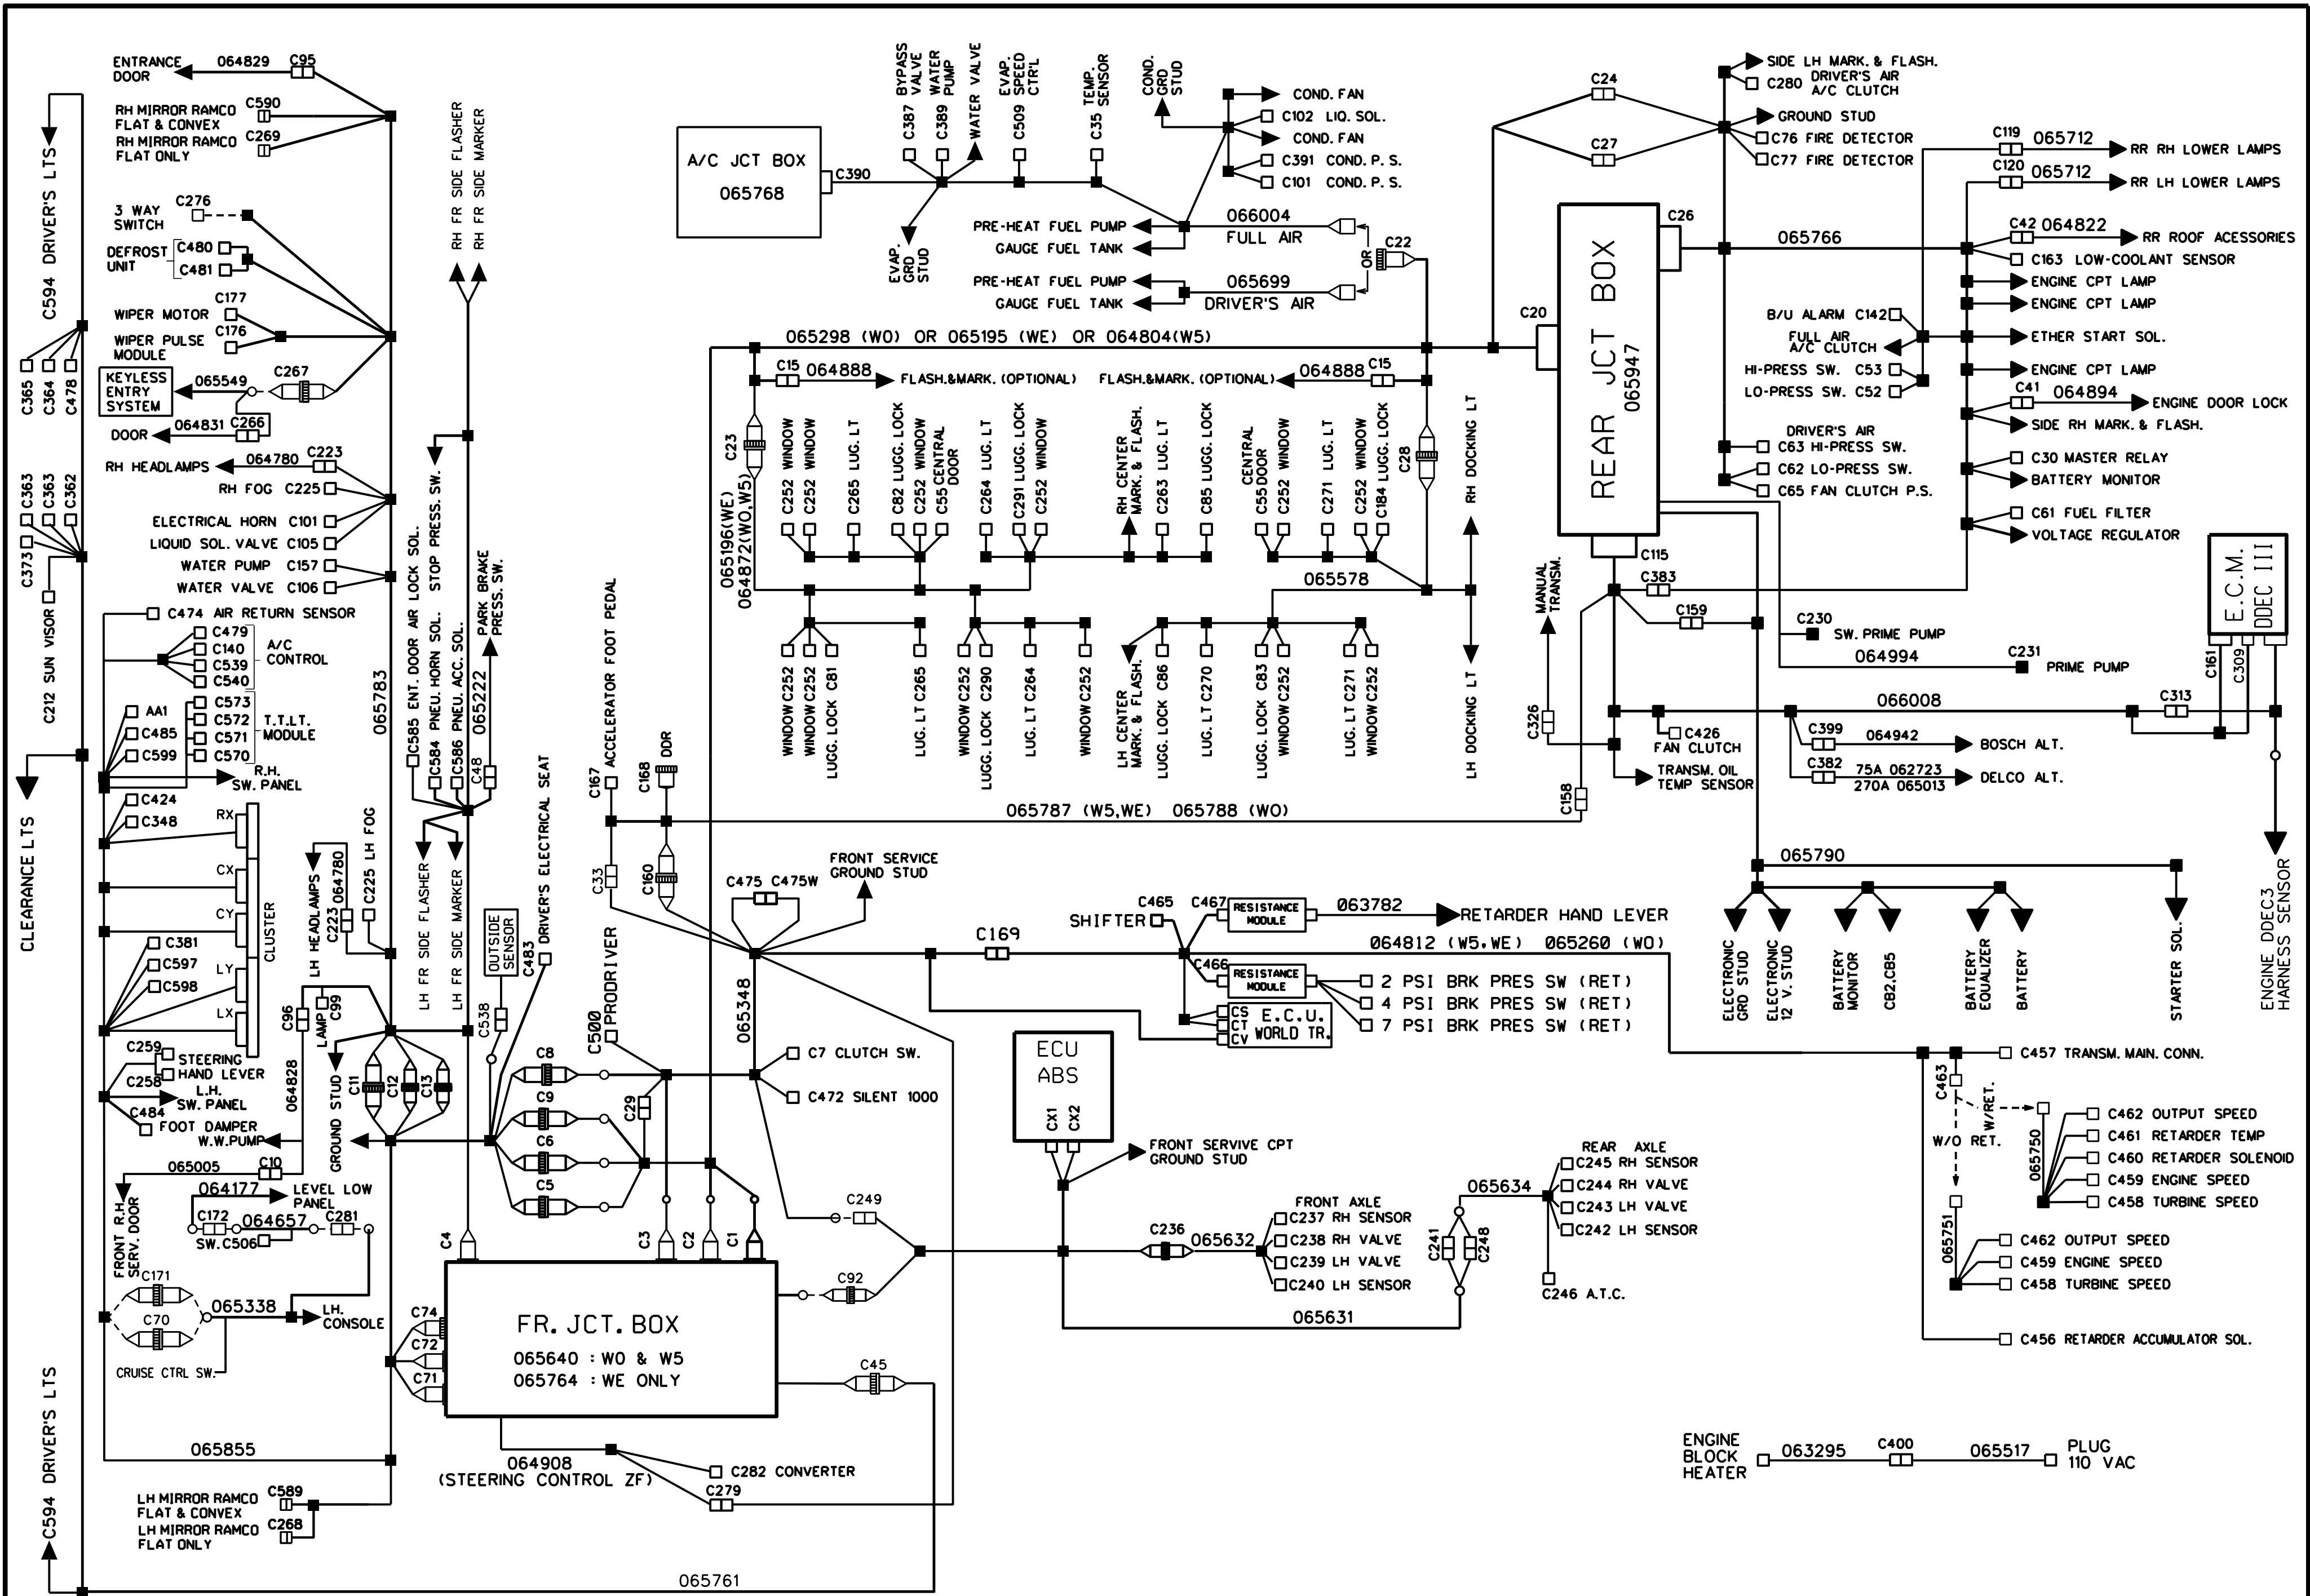 ENTRANCE
DOOR
064829
C95
RH MIRROR RAMCO
FLAT & CONVEX
C590
RH MIRROR RAMCO
FLAT ONLY
C269
3 WAY
SWITCH
C276
DEFROST
UNIT
C480
C481
C177
WIPER MOTOR
C176
WIPER PULSE
MODULE
KEYLESS
ENTRY
SYSTEM
065549
C267
DOOR
064831
C266
RH HEADLAMPS
064780
C223
RH FOG C225
ELECTRICAL HORN C101
LIQUID SOL. VALVE C105
WATER PUMP C157
WATER VALVE C106
C474 AIR RETURN SENSOR
C479
C140
C539
C540
A/C
CONTROL
C573
C572
C571
C570
T.T.LT.
MODULE
AA1
C485
C599
R.H.
SW. PANEL
C424
C348
RX
CX
CY
LY
LX
CLUSTER
C381
C597
C598
C259
STEERING
HAND LEVER
C258
L.H.
SW. PANEL
C484
FOOT DAMPER
W.W.PUMP
065005
C10
064177
LEVEL LOW
PANEL
C172
064657
C281
SW. C506
FRONT R.H.
SERV. DOOR
C171
C70
065338
LH.
CONSOLE
CRUISE CTRL SW.
065855
LH MIRROR RAMCO
FLAT & CONVEX
C589
LH MIRROR RAMCO
FLAT ONLY
C268
C594 DRIVER'S LTS
C365
C364
C478
C363
C363
C362
C373
C212 SUN VISOR
CLEARANCE LTS
C594 DRIVER'S LTS
065761
RH FR SIDE FLASHER
RH FR SIDE MARKER
065783
C585 ENT. DOOR AIR LOCK SOL.
C584 PNEU. HORN SOL.
STOP PRESS. SW.
C586 PNEU. ACC. SOL.
065222
C48
PARK BRAKE
PRESS. SW.
LH HEADLAMPS
C223
064780
C225 LH FOG
LH FR SIDE FLASHER
LH FR SIDE MARKER
C96
LAMP
C99
064828
GROUND STUD
C11
C12
C13
OUTSIDE
SENSOR
C538
C483
DRIVER'S ELECTRICAL SEAT
C500
PRODRIVER
C8
C9
C6
C5
C29
C4
C3
C2
C1
C74
C72
C71
FR. JCT. BOX
065640 : W0 & W5
065764 : WE ONLY
C92
C249
C45
064908
(STEERING CONTROL ZF)
C282 CONVERTER
C279
A/C JCT BOX
065768
C390
C387
BYPASS
VALVE
C389
WATER
PUMP
WATER VALVE
C509
EVAP.
SPEED
CTR'L
C35
TEMP.
SENSOR
COND.
GRD
STUD
EVAP.
GRD
STUD
COND. FAN
C102 LIQ. SOL.
COND. FAN
C391 COND. P. S.
C101 COND. P. S.
PRE-HEAT FUEL PUMP
GAUGE FUEL TANK
066004
FULL AIR
PRE-HEAT FUEL PUMP
GAUGE FUEL TANK
065699
DRIVER'S AIR
OR
C22
065298 (W0) OR 065195 (WE) OR 064804(W5)
C15
064888
FLASH.&MARK. (OPTIONAL)
FLASH.&MARK. (OPTIONAL)
064888
C15
C23
065196(WE)
064872(W0,W5)
C252 WINDOW
C252 WINDOW
C265 LUG. LT
C82 LUGG. LOCK
C252 WINDOW
C55 CENTRAL
DOOR
C264 LUG. LT
C291 LUGG. LOCK
C252 WINDOW
RH CENTER
MARK. & FLASH.
C263 LUG. LT
C85 LUGG. LOCK
CENTRAL
C55 DOOR
C252 WINDOW
C271 LUG. LT
C252 WINDOW
C184 LUGG. LOCK
C28
RH DOCKING LT
065578
WINDOW C252
WINDOW C252
LUGG. LOCK C81
LUG. LT C265
WINDOW C252
LUGG. LOCK C290
LUG. LT C264
WINDOW C252
LH CENTER
MARK. & FLASH.
LUGG. LOCK C86
LUG. LT C270
LUGG. LOCK C83
WINDOW C252
LUG. LT C271
WINDOW C252
LH DOCKING LT
C167
ACCELERATOR FOOT PEDAL
C168
DDR
065787 (W5,WE) 065788 (W0)
C33
C160
C475
C475W
FRONT SERVICE
GROUND STUD
065348
C7 CLUTCH SW.
C472 SILENT 1000
C169
SHIFTER
C465
C467
RESISTANCE
MODULE
063782
RETARDER HAND LEVER
064812 (W5,WE) 065260 (W0)
C466
RESISTANCE
MODULE
2 PSI BRK PRES SW (RET)
4 PSI BRK PRES SW (RET)
7 PSI BRK PRES SW (RET)
CS
CT
CV
E.C.U.
WORLD TR.
ECU
ABS
CX1
CX2
FRONT SERVIVE CPT
GROUND STUD
C236
065632
FRONT AXLE
C237 RH SENSOR
C238 RH VALVE
C239 LH VALVE
C240 LH SENSOR
065631
C241
C248
065634
REAR AXLE
C245 RH SENSOR
C244 RH VALVE
C243 LH VALVE
C242 LH SENSOR
C246 A.T.C.
C24
C27
SIDE LH MARK. & FLASH.
C280 DRIVER'S AIR
A/C CLUTCH
GROUND STUD
C76 FIRE DETECTOR
C77 FIRE DETECTOR
C20
REAR JCT BOX
065947
C26
065766
C119
065712
RR RH LOWER LAMPS
C120
065712
RR LH LOWER LAMPS
C42
064822
RR ROOF ACESSORIES
C163 LOW-COOLANT SENSOR
ENGINE CPT LAMP
ENGINE CPT LAMP
B/U ALARM C142
FULL AIR
A/C CLUTCH
ETHER START SOL.
HI-PRESS SW. C53
ENGINE CPT LAMP
LO-PRESS SW. C52
C41
064894
ENGINE DOOR LOCK
SIDE RH MARK. & FLASH.
DRIVER'S AIR
C63 HI-PRESS SW.
C62 LO-PRESS SW.
C65 FAN CLUTCH P.S.
C30 MASTER RELAY
BATTERY MONITOR
C61 FUEL FILTER
VOLTAGE REGULATOR
C115
C383
C159
MANUAL
TRANSM.
C326
C158
C230
SW. PRIME PUMP
064994
C231
PRIME PUMP
E.C.M.
DDEC III
C161
C309
C313
066008
C426
FAN CLUTCH
C399
064942
BOSCH ALT.
C382
75A 062723
270A 065013
DELCO ALT.
TRANSM. OIL
TEMP SENSOR
065790
ELECTRONIC
GRD STUD
ELECTRONIC
12 V. STUD
BATTERY
MONITOR
CB2,CB5
BATTERY
EQUALIZER
BATTERY
STARTER SOL.
ENGINE DDEC3
HARNESS SENSOR
C457 TRANSM. MAIN. CONN.
C463
W/RET.
W/O RET.
065750
C462 OUTPUT SPEED
C461 RETARDER TEMP
C460 RETARDER SOLENOID
C459 ENGINE SPEED
C458 TURBINE SPEED
065751
C462 OUTPUT SPEED
C459 ENGINE SPEED
C458 TURBINE SPEED
C456 RETARDER ACCUMULATOR SOL.
ENGINE
BLOCK
HEATER
063295
C400
065517
PLUG
110 VAC